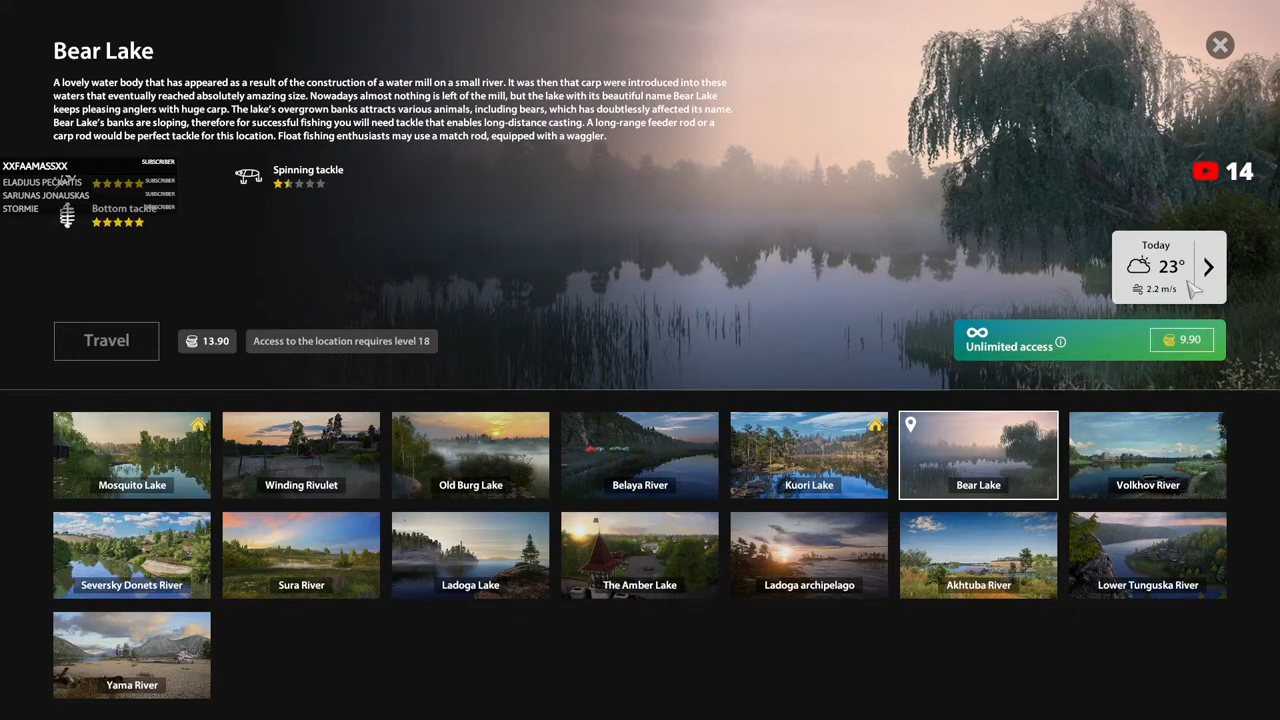 Bear Lake
A lovely water body that has appeared as a result of the construction of a water mill on a small river. It was then that carp were introduced into these
waters that eventually reached absolutely amazing size. Nowadays almost nothing is left of the mill, but the lake with its beautiful name Bear Lake
keeps pleasing anglers with huge carp. The lake's overgrown banks attracts various animals, including bears, which has doubtlessly affected its name.
Bear Lake's banks are sloping, therefore for successful fishing you will need tackle that enables long-distance casting. A long-range feeder rod or a
carp rod would be perfect tackle for this location. Float fishing enthusiasts may use a match rod, equipped with a waggler.
XXFAAMASSXX SUBSCRIBER
ELADIJUS PEČKAITIS SUBSCRIBER
SARUNAS JONAUSKAS SUBSCRIBER
STORMIE SUBSCRIBER
Bottom tackle
Spinning tackle
14
Today
23°
2.2 m/s
Travel
13.90
Access to the location requires level 18
Unlimited access
9.90
Mosquito Lake
Winding Rivulet
Old Burg Lake
Belaya River
Kuori Lake
Bear Lake
Volkhov River
Seversky Donets River
Sura River
Ladoga Lake
The Amber Lake
Ladoga archipelago
Akhtuba River
Lower Tunguska River
Yama River